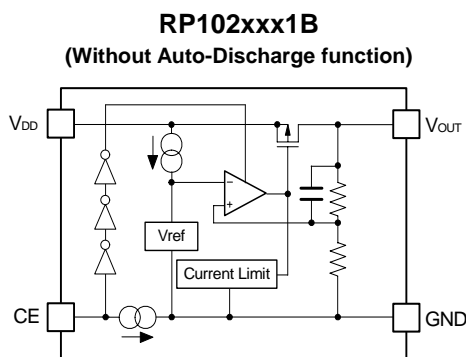 RP102xxx1B
(Without Auto-Discharge function)
VDD
VOUT
−
+
Vref
Current Limit
CE
GND